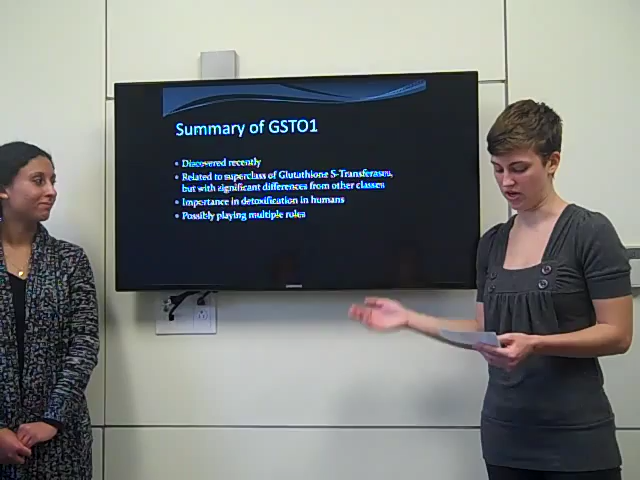 Summary of GSTO1
Discovered recently
Related to superclass of Glutathione S-Transferases,
but with significant differences from other classes
Importance in detoxification in humans
Possibly playing multiple roles
SAMSUNG